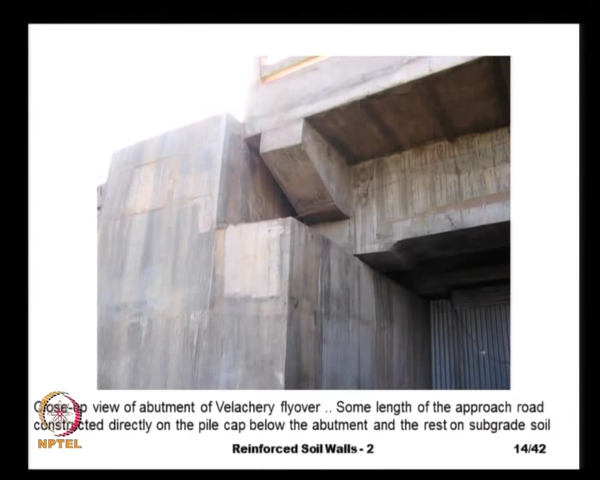 Close-up view of abutment of Velachery flyover .. Some length of the approach road
constructed directly on the pile cap below the abutment and the rest on subgrade soil
NPTEL
Reinforced Soil Walls - 2
14/42